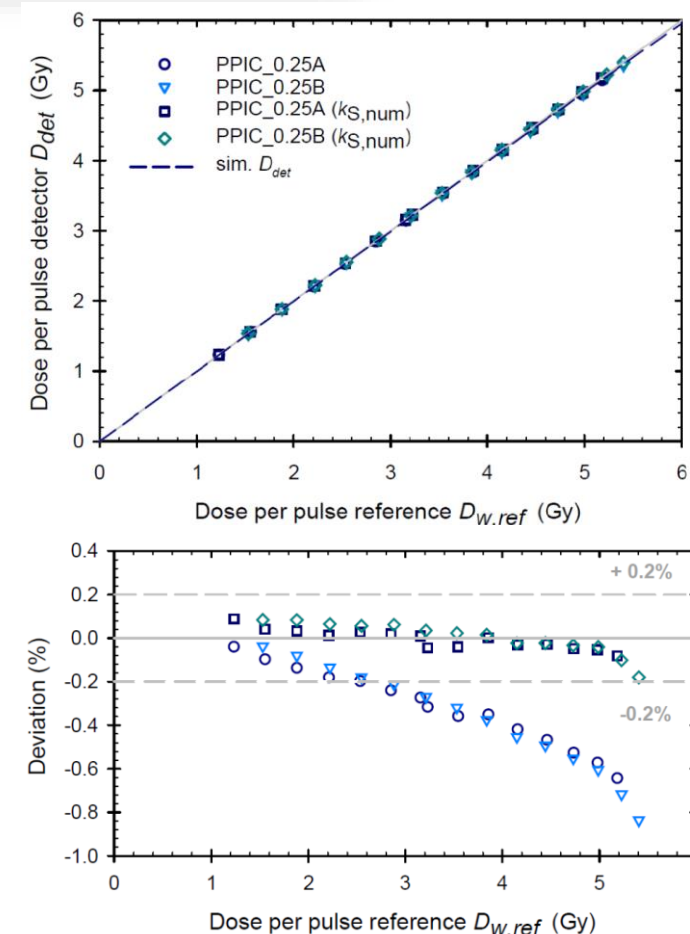 6
5
4
3
2
1
0
Dose per pulse detector D_det (Gy)
PPIC_0.25A
PPIC_0.25B
PPIC_0.25A (k_S,num)
PPIC_0.25B (k_S,num)
sim. D_det
0 1 2 3 4 5 6
Dose per pulse reference D_w.ref (Gy)
0.4
0.2
0.0
-0.2
-0.4
-0.6
-0.8
-1.0
Deviation (%)
+ 0.2%
-0.2%
0 1 2 3 4 5
Dose per pulse reference D_w.ref (Gy)